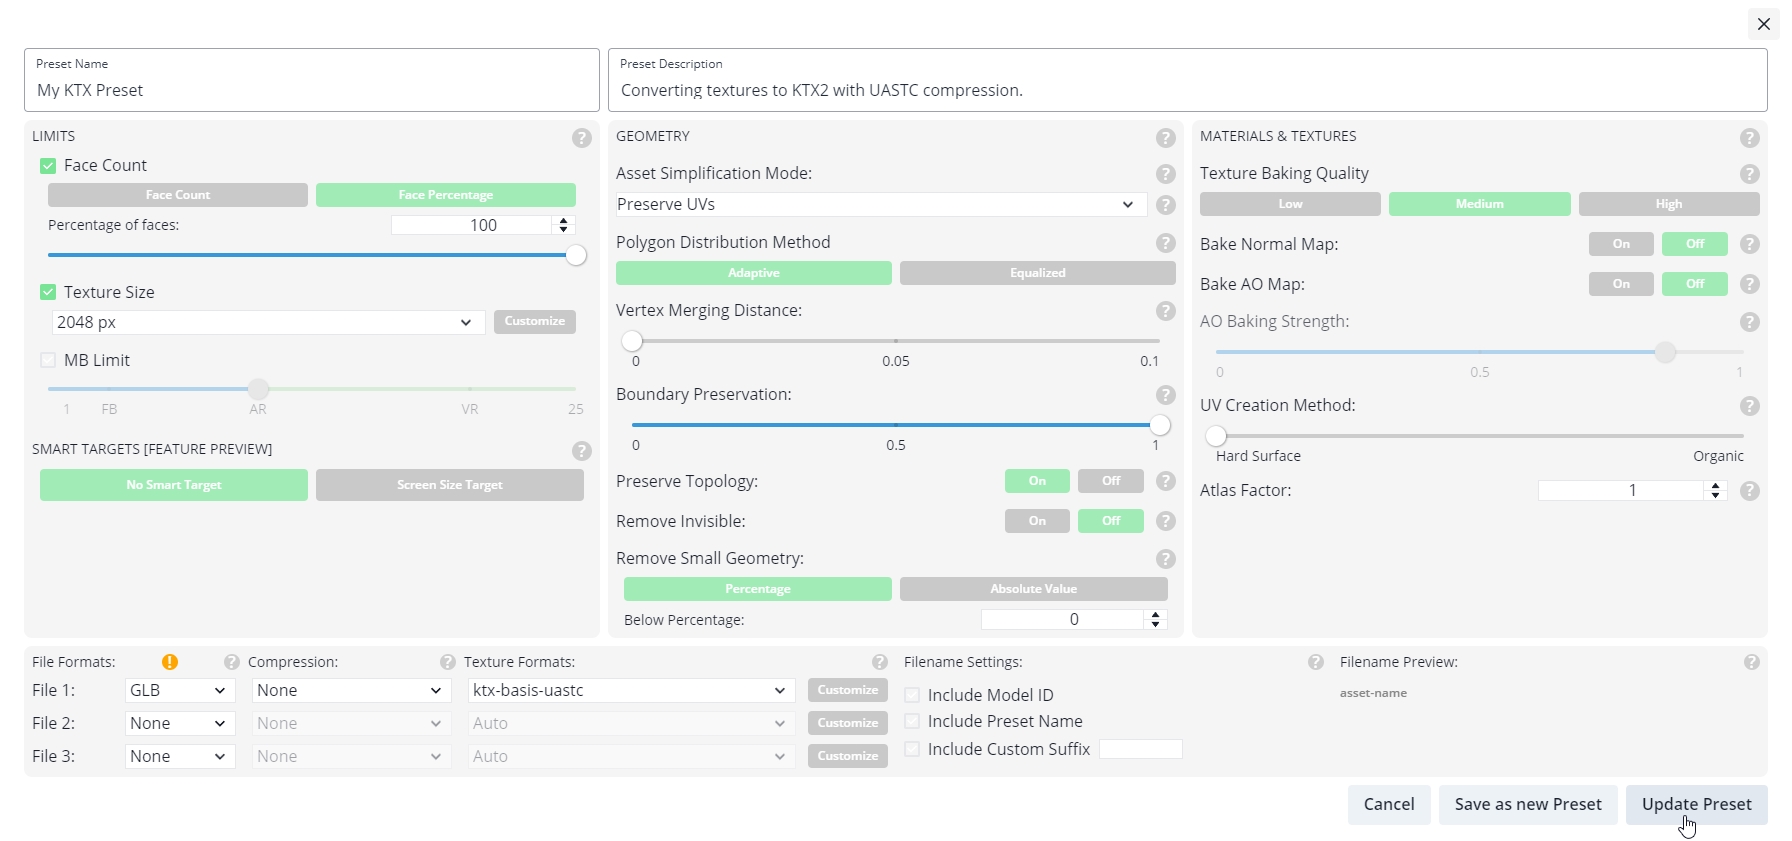 Preset Name
My KTX Preset
Preset Description
Converting textures to KTX2 with UASTC compression.
LIMITS
?
Face Count
Face Count
Face Percentage
Percentage of faces:
100
Texture Size
2048 px
Customize
MB Limit
1
FB
AR
VR
25
SMART TARGETS [FEATURE PREVIEW]
?
No Smart Target
Screen Size Target
GEOMETRY
?
Asset Simplification Mode:
?
Preserve UVs
?
Polygon Distribution Method
?
Adaptive
Equalized
Vertex Merging Distance:
?
0
0.05
0.1
Boundary Preservation:
?
0
0.5
1
Preserve Topology:
On
Off
?
Remove Invisible:
On
Off
?
Remove Small Geometry:
?
Percentage
Absolute Value
Below Percentage:
0
MATERIALS & TEXTURES
?
Texture Baking Quality
?
Low
Medium
High
Bake Normal Map:
On
Off
?
Bake AO Map:
On
Off
?
AO Baking Strength:
?
0
0.5
1
UV Creation Method:
?
Hard Surface
Organic
Atlas Factor:
1
?
File Formats:
!
?
Compression:
?
Texture Formats:
?
File 1:
GLB
None
ktx-basis-uastc
Customize
File 2:
None
None
Auto
Customize
File 3:
None
None
Auto
Customize
Filename Settings:
?
Include Model ID
Include Preset Name
Include Custom Suffix
Filename Preview:
?
asset-name
Cancel
Save as new Preset
Update Preset